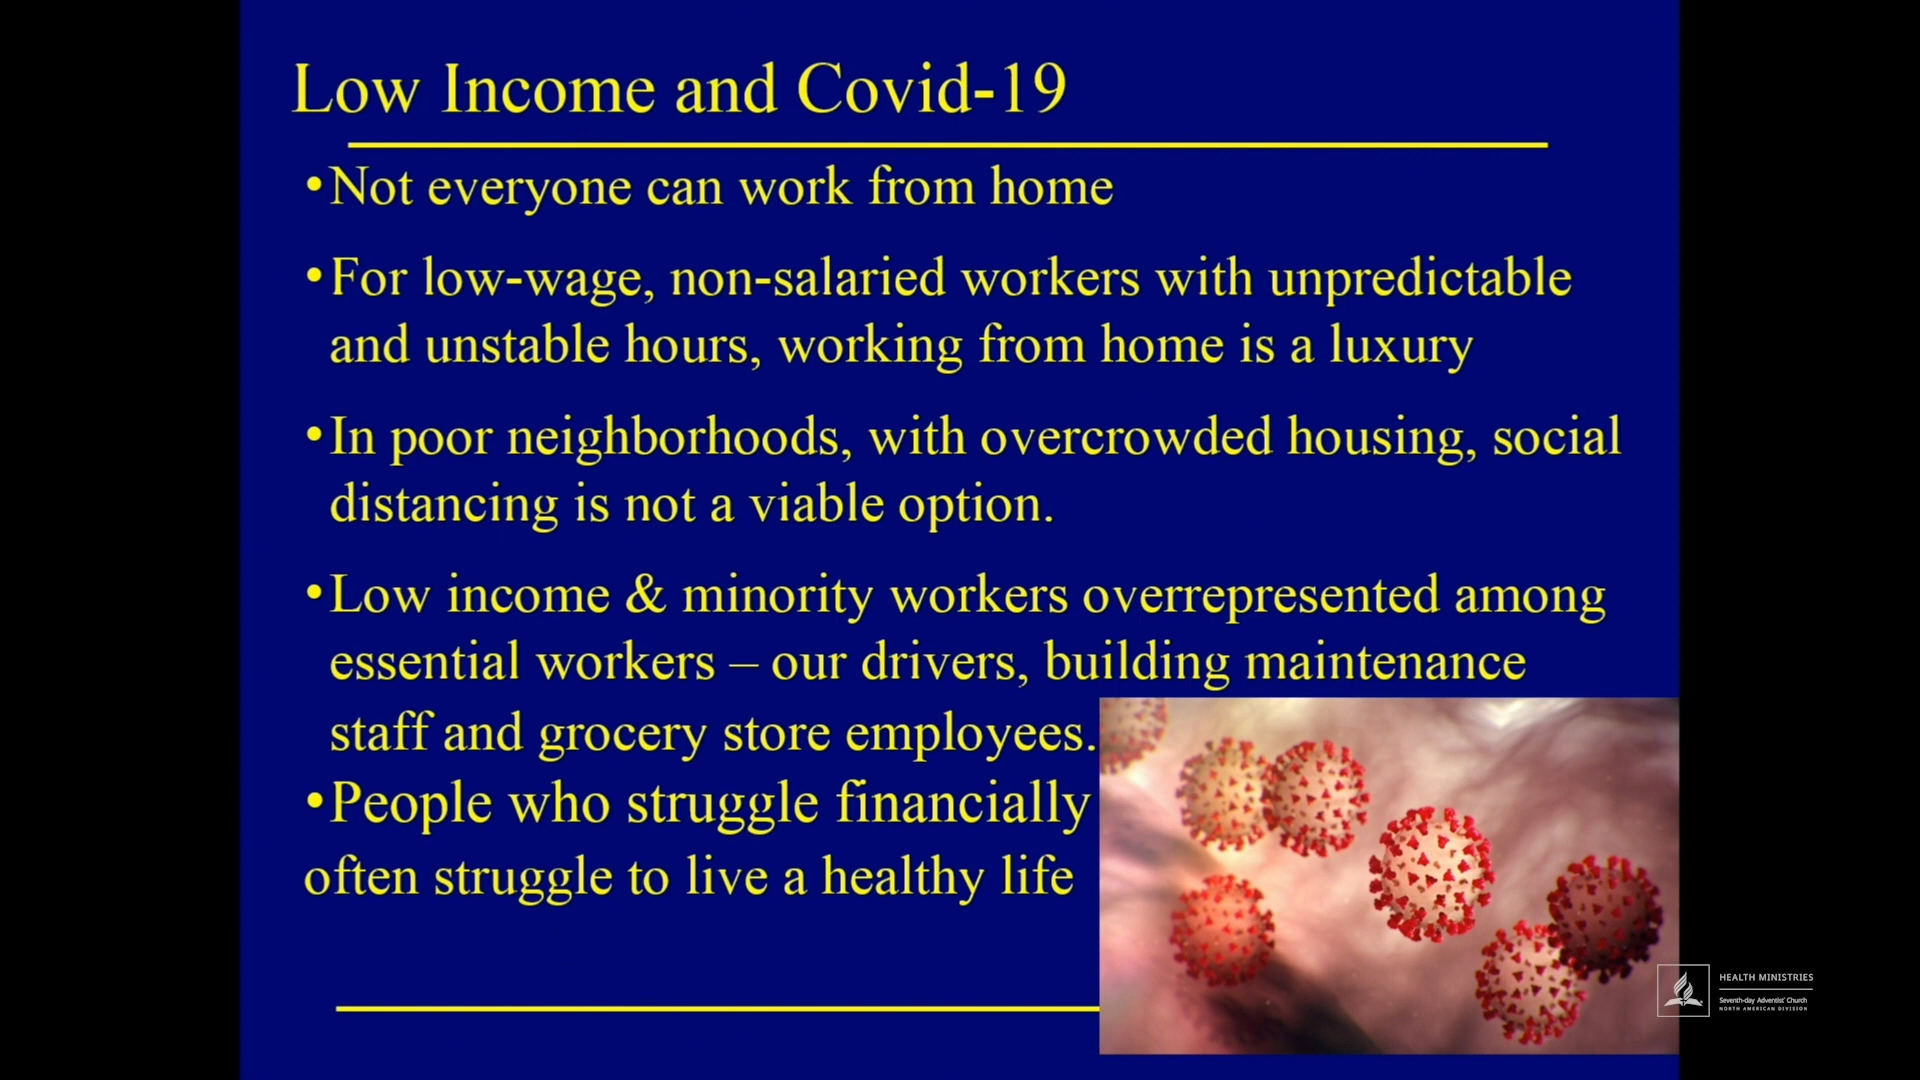 Low Income and Covid-19
•Not everyone can work from home
•For low-wage, non-salaried workers with unpredictable
and unstable hours, working from home is a luxury
•In poor neighborhoods, with overcrowded housing, social
distancing is not a viable option.
•Low income & minority workers overrepresented among
essential workers – our drivers, building maintenance
staff and grocery store employees.
•People who struggle financially
often struggle to live a healthy life
HEALTH MINISTRIES
Seventh-day Adventist Church
NORTH AMERICAN DIVISION